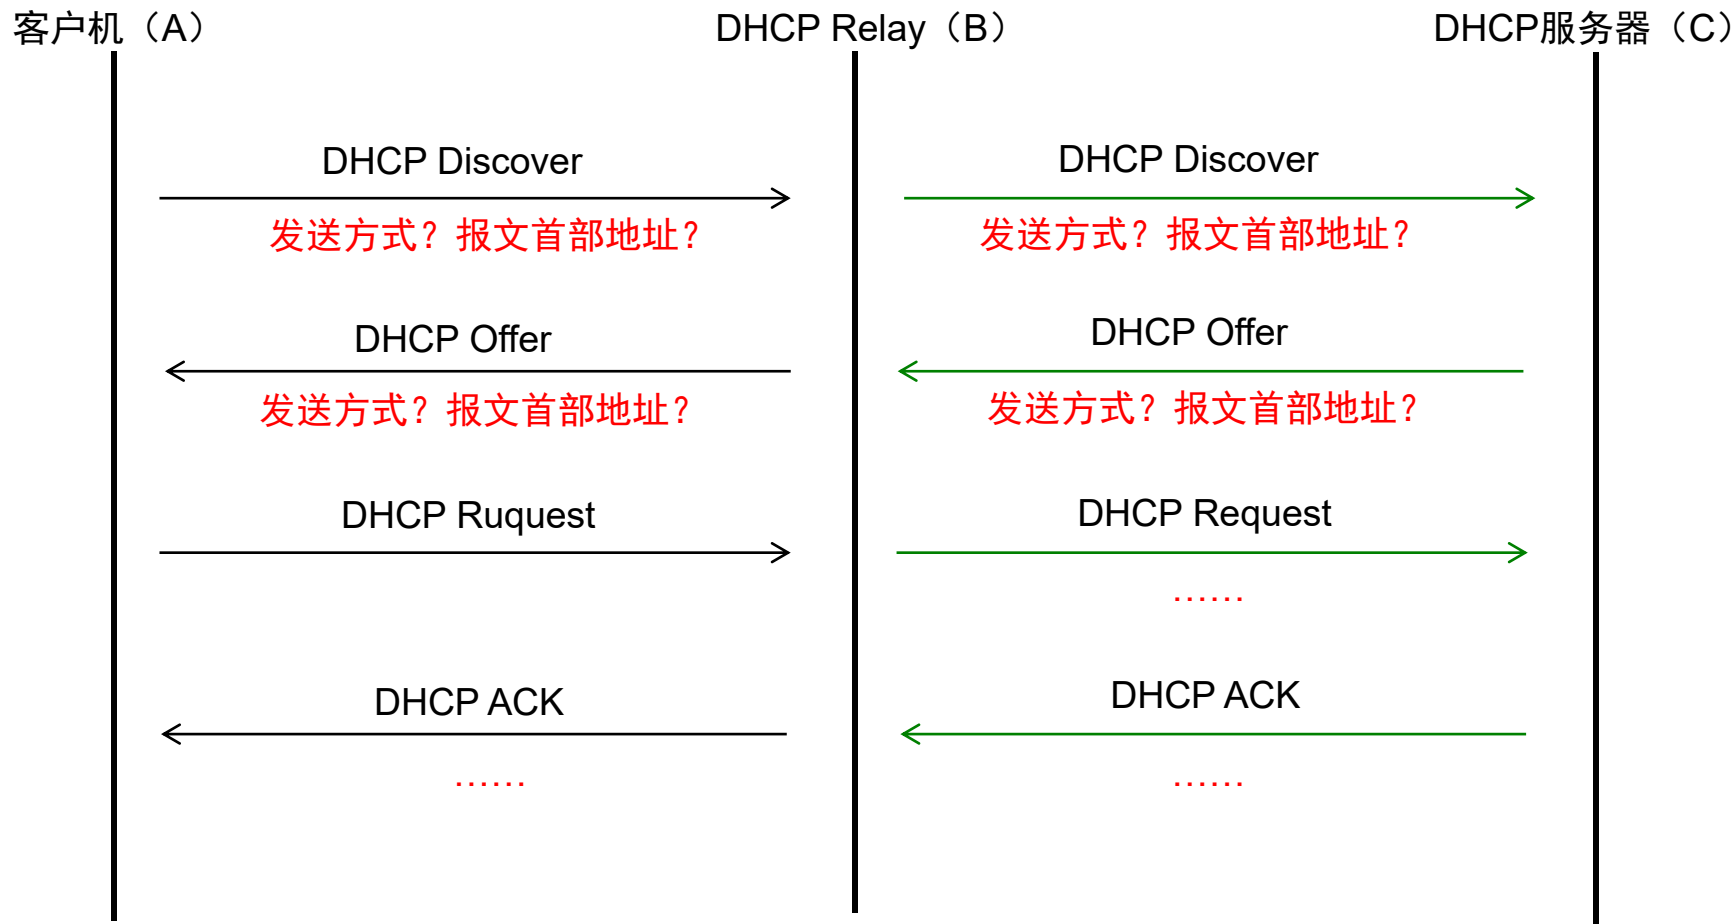 客户机（A）
DHCP Relay（B）
DHCP服务器（C）
DHCP Discover
DHCP Discover
发送方式？报文首部地址？
发送方式？报文首部地址？
DHCP Offer
DHCP Offer
发送方式？报文首部地址？
发送方式？报文首部地址？
DHCP Ruquest
DHCP Request
……
DHCP ACK
DHCP ACK
……
……